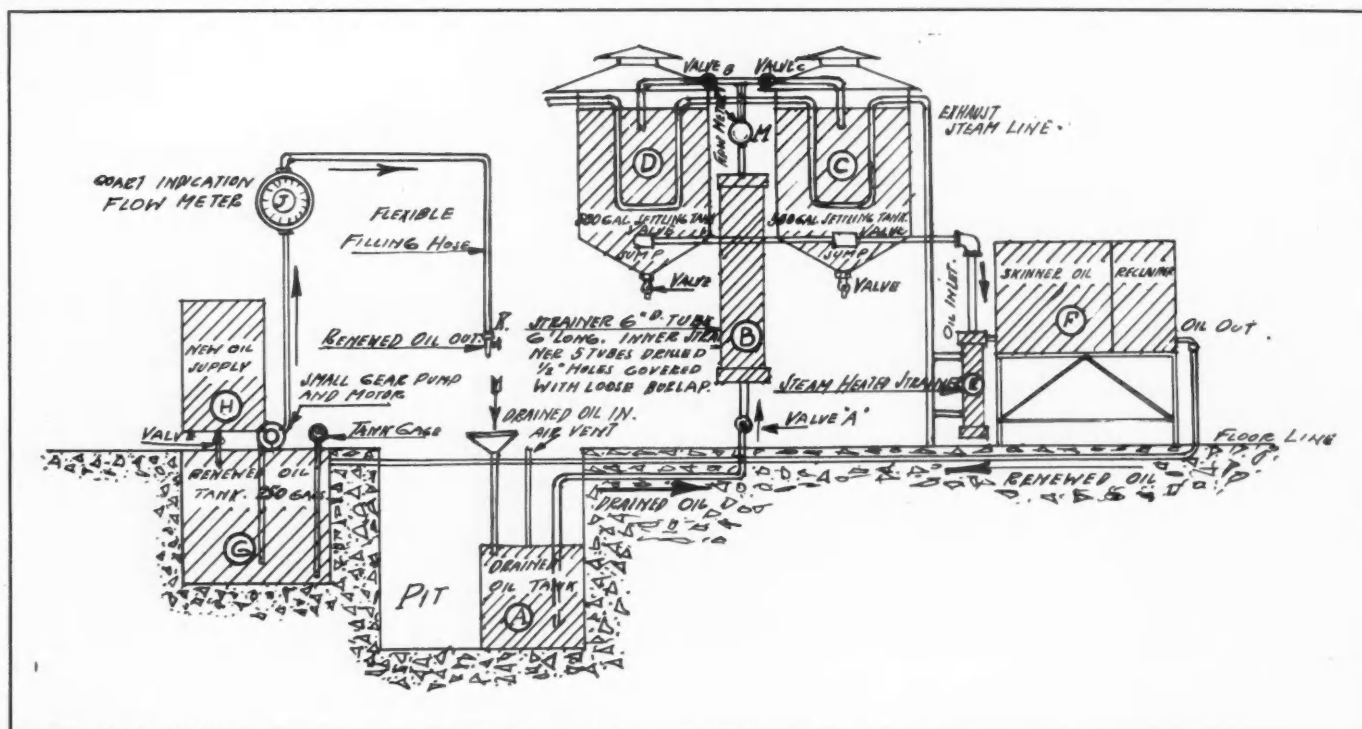 VALVE B
VALVE C
EXHAUST
STEAM LINE.
FLOW METER
M
D
C
QUART INDICATION
FLOW METER
J
FLEXIBLE
FILLING HOSE
500 GAL SETTLING TANK
VALVE
SUMP
VALVE
500 GAL SETTLING TANK
VALVE
SUMP
VALVE
OIL INLET.
SKINNER OIL
RECLAIMER
F
OIL OUT.
NEW OIL
SUPPLY
H
VALVE
RENEWED OIL OUT
SMALL GEAR PUMP
AND MOTOR
TANK GAGE
STRAINER 6" D. TUBE
6' LONG. INNER STRAI
NER 5 TUBES DRILLED
1/2" HOLES COVERED
WITH LOOSE BURLAP.
B
STEAM HEATED STRAINER
DRAINED OIL IN.
AIR VENT
VALVE "A"
FLOOR LINE
RENEWED OIL
TANK. 250 GALS.
G
DRAINED OIL
RENEWED OIL
PIT
DRAINED
OIL TANK
A